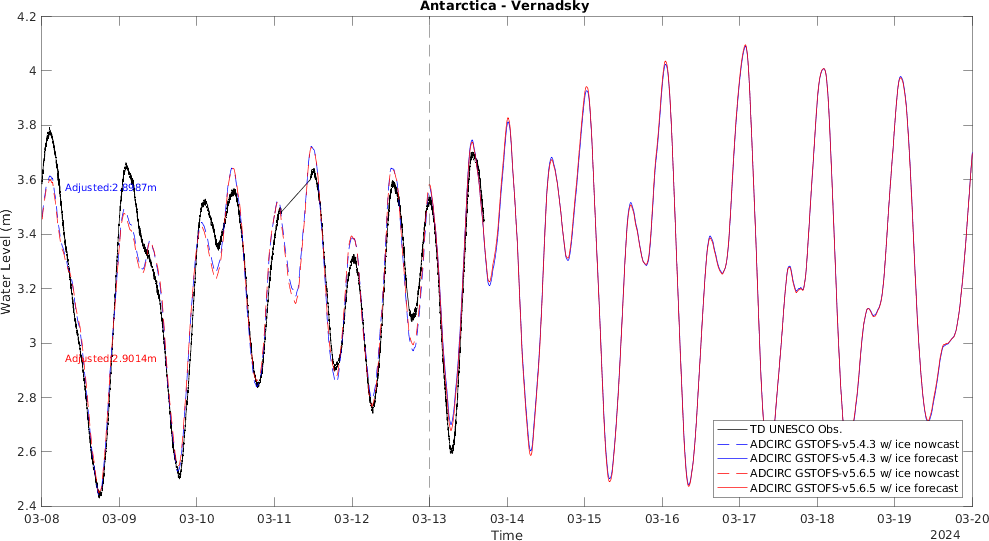 Antarctica - Vernadsky
4.2
4
3.8
3.6
3.4
3.2
3
2.8
2.6
2.4
Water Level (m)
Adjusted:2.8987m
Adjusted:2.9014m
TD UNESCO Obs.
ADCIRC GSTOFS-v5.4.3 w/ ice nowcast
ADCIRC GSTOFS-v5.4.3 w/ ice forecast
ADCIRC GSTOFS-v5.6.5 w/ ice nowcast
ADCIRC GSTOFS-v5.6.5 w/ ice forecast
03-08 03-09 03-10 03-11 03-12 03-13 03-14 03-15 03-16 03-17 03-18 03-19 03-20
Time
2024